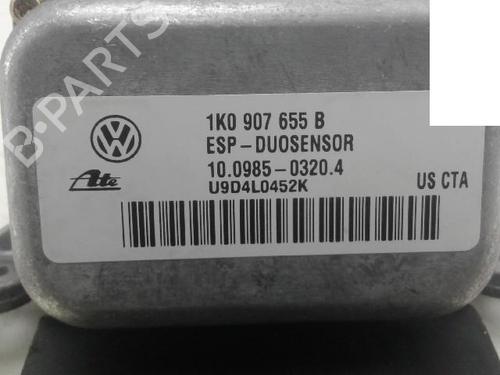 1K0 907 655 B
ESP-DUOSENSOR
10.0985-0320.4
U9D4L0452K
US CTA
Ate
B-Parts